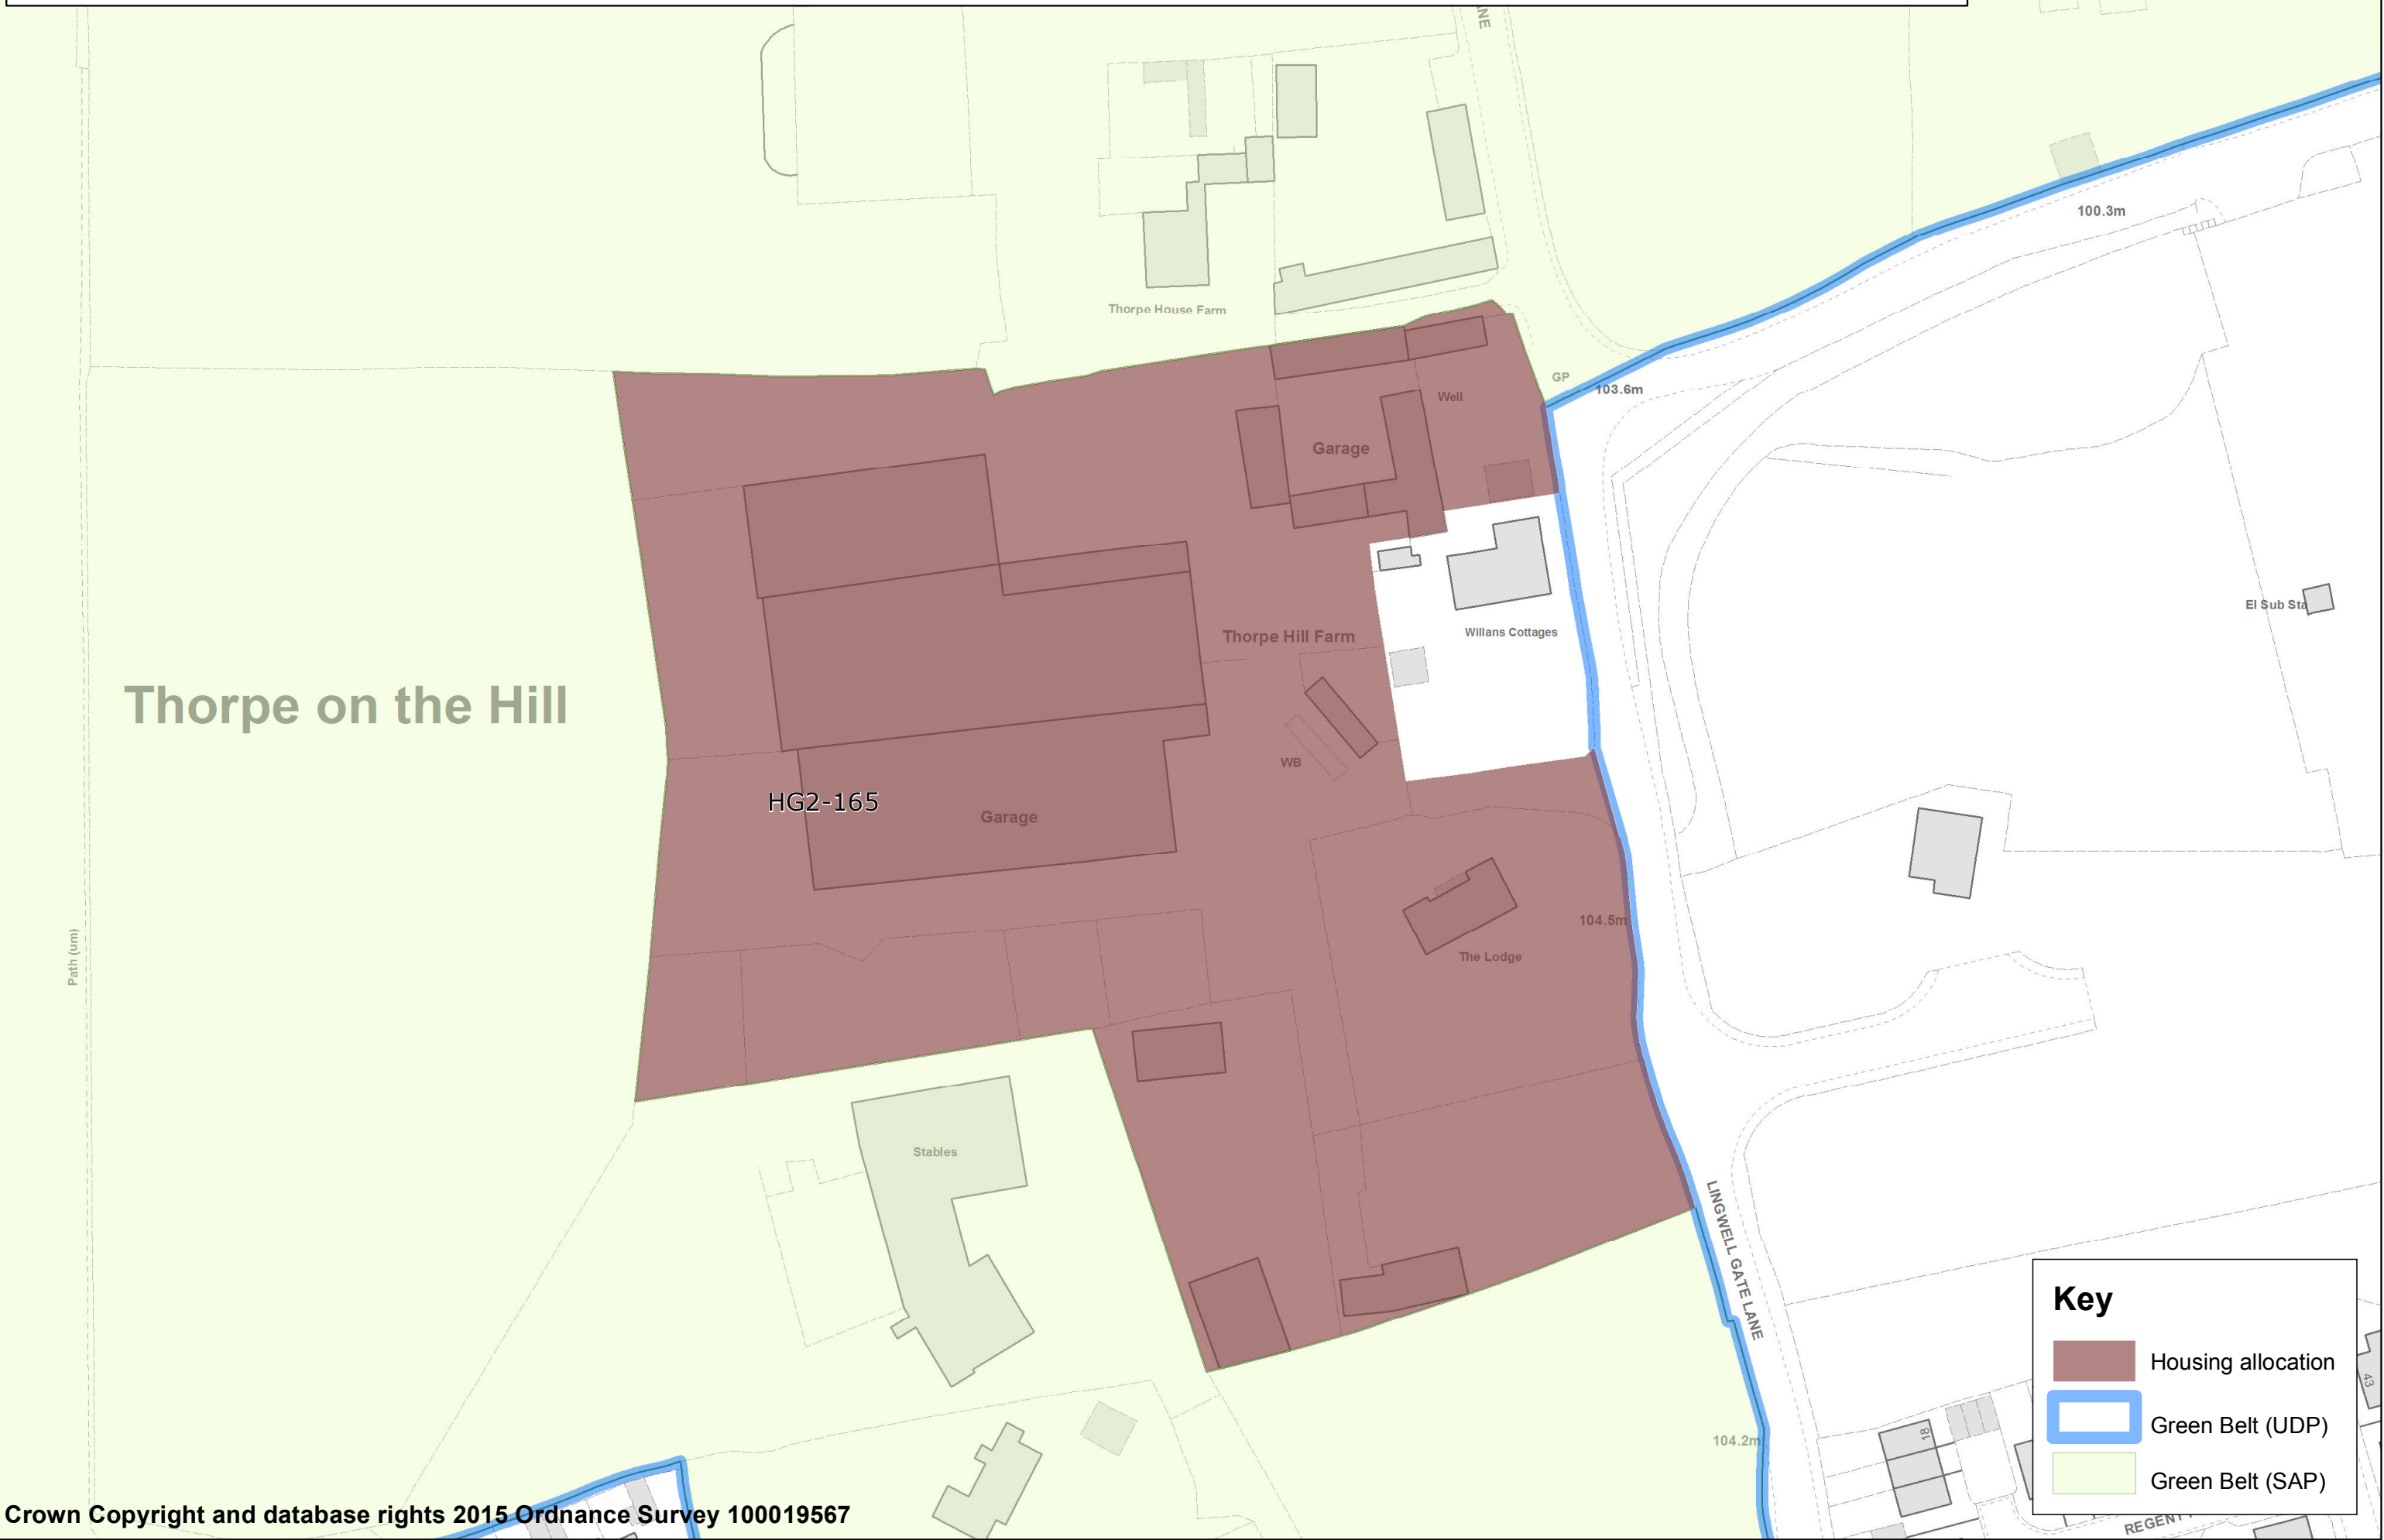 100.3m
Thorpe House Farm
GP
103.6m
Well
Garage
El Sub Sta
Willans Cottages
Thorpe Hill Farm
Thorpe on the Hill
WB
HG2-165
Garage
104.5m
Path (um)
The Lodge
Stables
LINGWELL GATE LANE
Key
Housing allocation
Green Belt (UDP)
Green Belt (SAP)
43
18
104.2m
Crown Copyright and database rights 2015 Ordnance Survey 100019567
REGENT